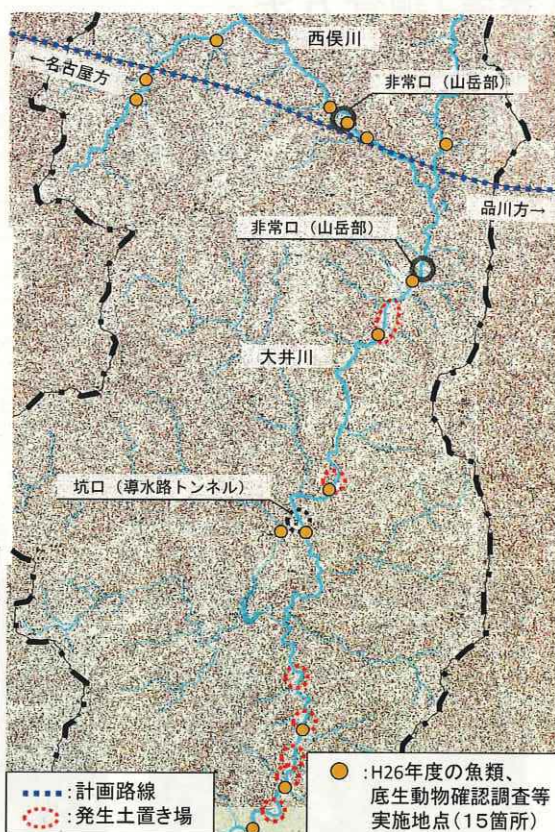 西俣川
←名古屋方
非常口（山岳部）
品川方→
非常口（山岳部）
大井川
坑口（導水路トンネル）
：計画路線
：発生土置き場
：H26年度の魚類、
底生動物確認調査等
実施地点（15箇所）